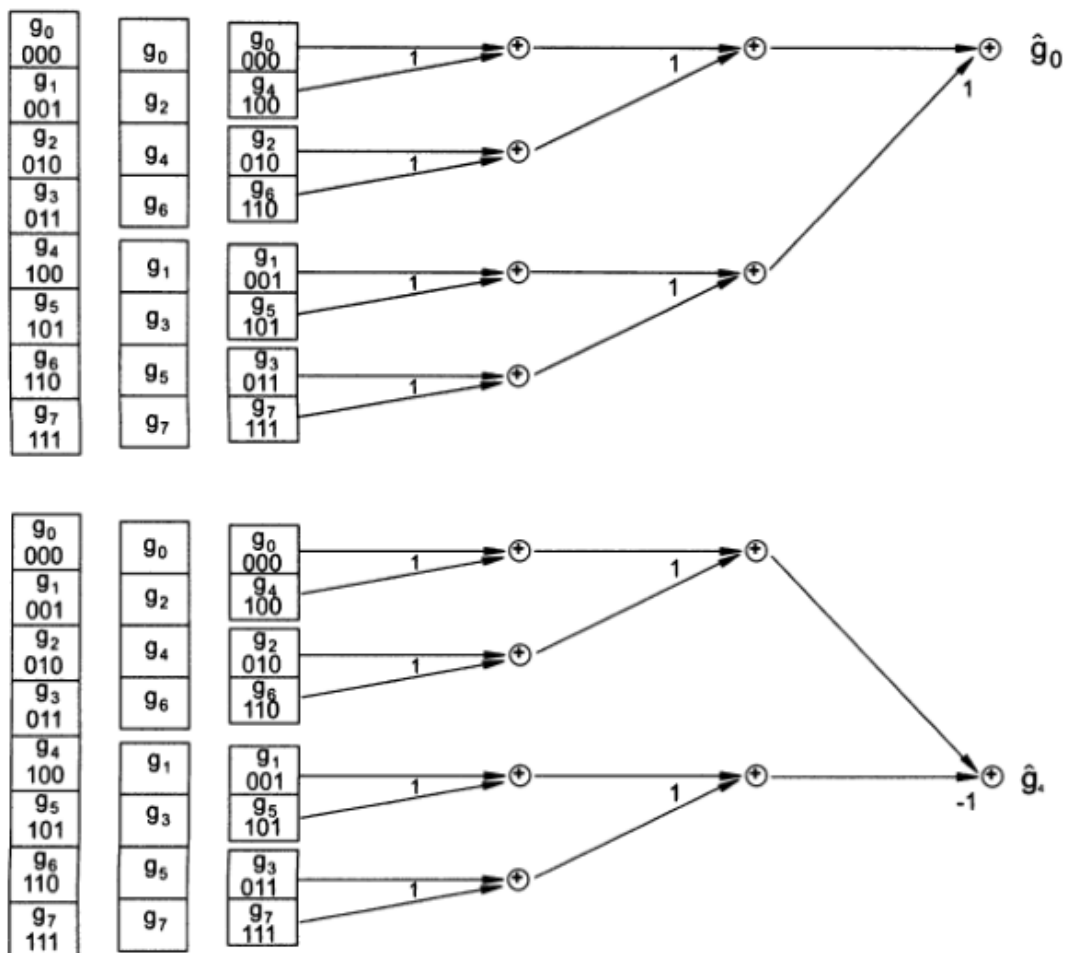 g₀ g₀ g₀
000 000
g₁ g₂ g₄
001 100
g₂ g₄ g₂
010 010
g₃ g₆ g₆
011 110
g₄ g₁ g₁
100 001
g₅ g₃ g₅
101 101
g₆ g₅ g₃
110 011
g₇ g₇ g₇
111 111
1 1 1 1
1 1
1
+ + + + + + +
ĝ₀
g₀ g₀ g₀
000 000
g₁ g₂ g₄
001 100
g₂ g₄ g₂
010 010
g₃ g₆ g₆
011 110
g₄ g₁ g₁
100 001
g₅ g₃ g₅
101 101
g₆ g₅ g₃
110 011
g₇ g₇ g₇
111 111
1 1 1 1
1 1
-1
+ + + + + + +
ĝ₄